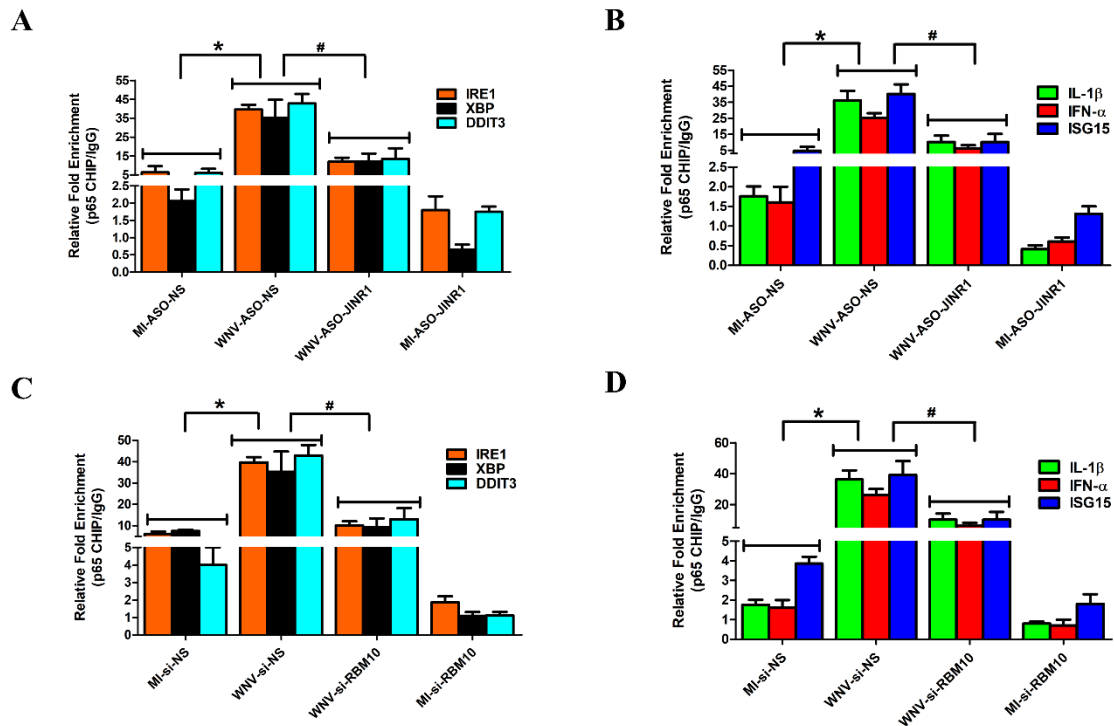 A
Relative Fold Enrichment
(p65 CHIP/IgG)
55
45
35
25
15
5
2.5
2.0
1.5
1.0
0.5
0.0
*
#
IRE1
XBP
DDIT3
MI-ASO-NS
WNV-ASO-NS
WNV-ASO-JINR1
MI-ASO-JINR1
B
Relative Fold Enrichment
(p65 CHIP/IgG)
55
45
35
25
15
5
2.0
1.5
1.0
0.5
0.0
*
#
IL-1β
IFN-α
ISG15
MI-ASO-NS
WNV-ASO-NS
WNV-ASO-JINR1
MI-ASO-JINR1
C
Relative Fold Enrichment
(p65 CHIP/IgG)
50
40
30
20
10
5
4
3
2
1
0
*
#
IRE1
XBP
DDIT3
MI-si-NS
WNV-si-NS
WNV-si-RBM10
MI-si-RBM10
D
Relative Fold Enrichment
(p65 CHIP/IgG)
60
40
20
5
4
3
2
1
0
*
#
IL-1β
IFN-α
ISG15
MI-si-NS
WNV-si-NS
WNV-si-RBM10
MI-si-RBM10